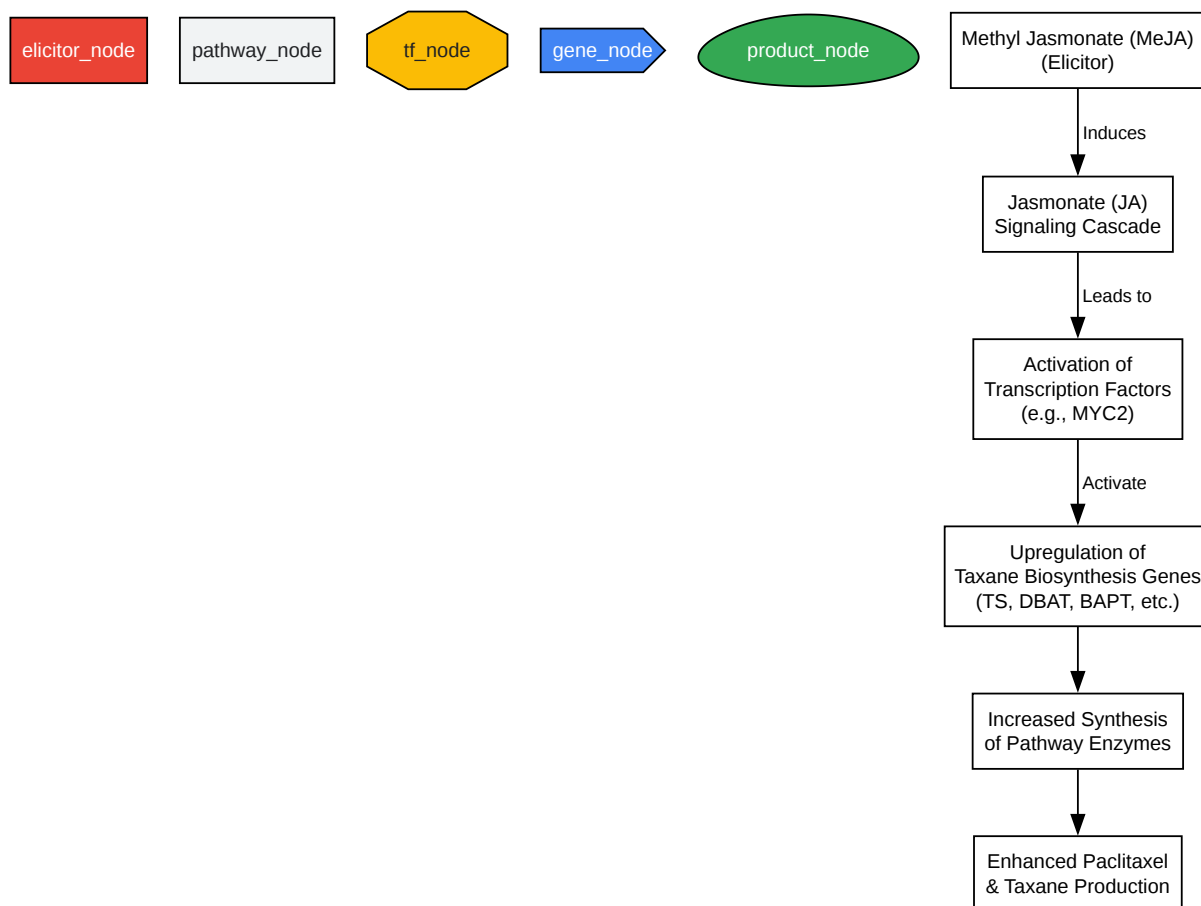 elicitor_node
pathway_node
tf_node
gene_node
product_node
Methyl Jasmonate (MeJA)
(Elicitor)
Induces
Jasmonate (JA)
Signaling Cascade
Leads to
Activation of
Transcription Factors
(e.g., MYC2)
Activate
Upregulation of
Taxane Biosynthesis Genes
(TS, DBAT, BAPT, etc.)
Increased Synthesis
of Pathway Enzymes
Enhanced Paclitaxel
& Taxane Production